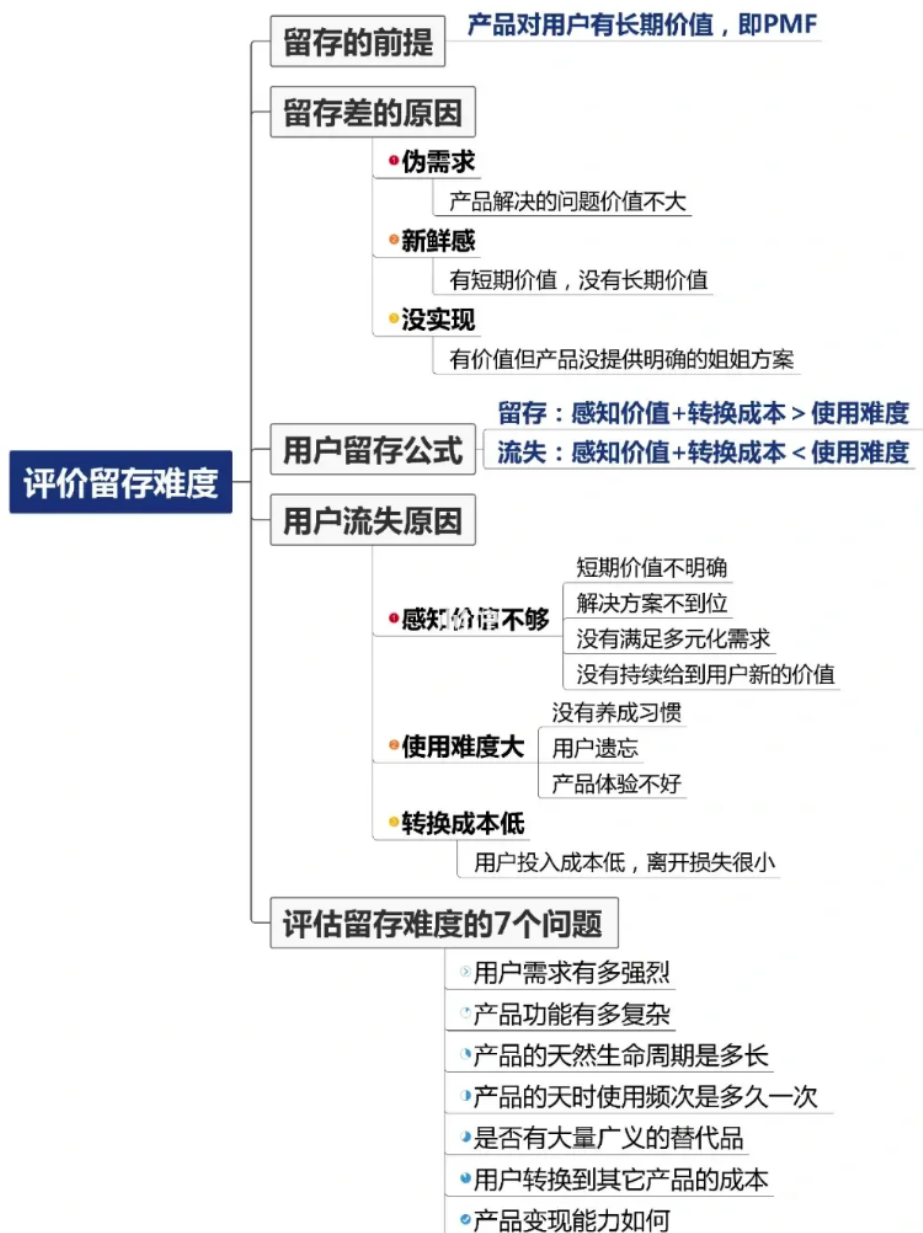 留存的前提
产品对用户有长期价值，即PMF
留存差的原因
伪需求
产品解决的问题价值不大
新鲜感
有短期价值，没有长期价值
没实现
有价值但产品没提供明确的姐姐方案
评价留存难度
用户留存公式
留存：感知价值+转换成本＞使用难度
流失：感知价值+转换成本＜使用难度
用户流失原因
感知价值不够
短期价值不明确
解决方案不到位
没有满足多元化需求
没有持续给到用户新的价值
使用难度大
没有养成习惯
用户遗忘
产品体验不好
转换成本低
用户投入成本低，离开损失很小
评估留存难度的7个问题
用户需求有多强烈
产品功能有多复杂
产品的天然生命周期是多长
产品的天时使用频次是多久一次
是否有大量广义的替代品
用户转换到其它产品的成本
产品变现能力如何